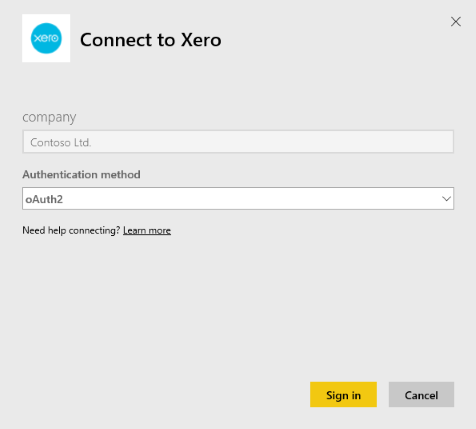 xero
Connect to Xero
company
Contoso Ltd.
Authentication method
oAuth2
Need help connecting? Learn more
Sign in
Cancel